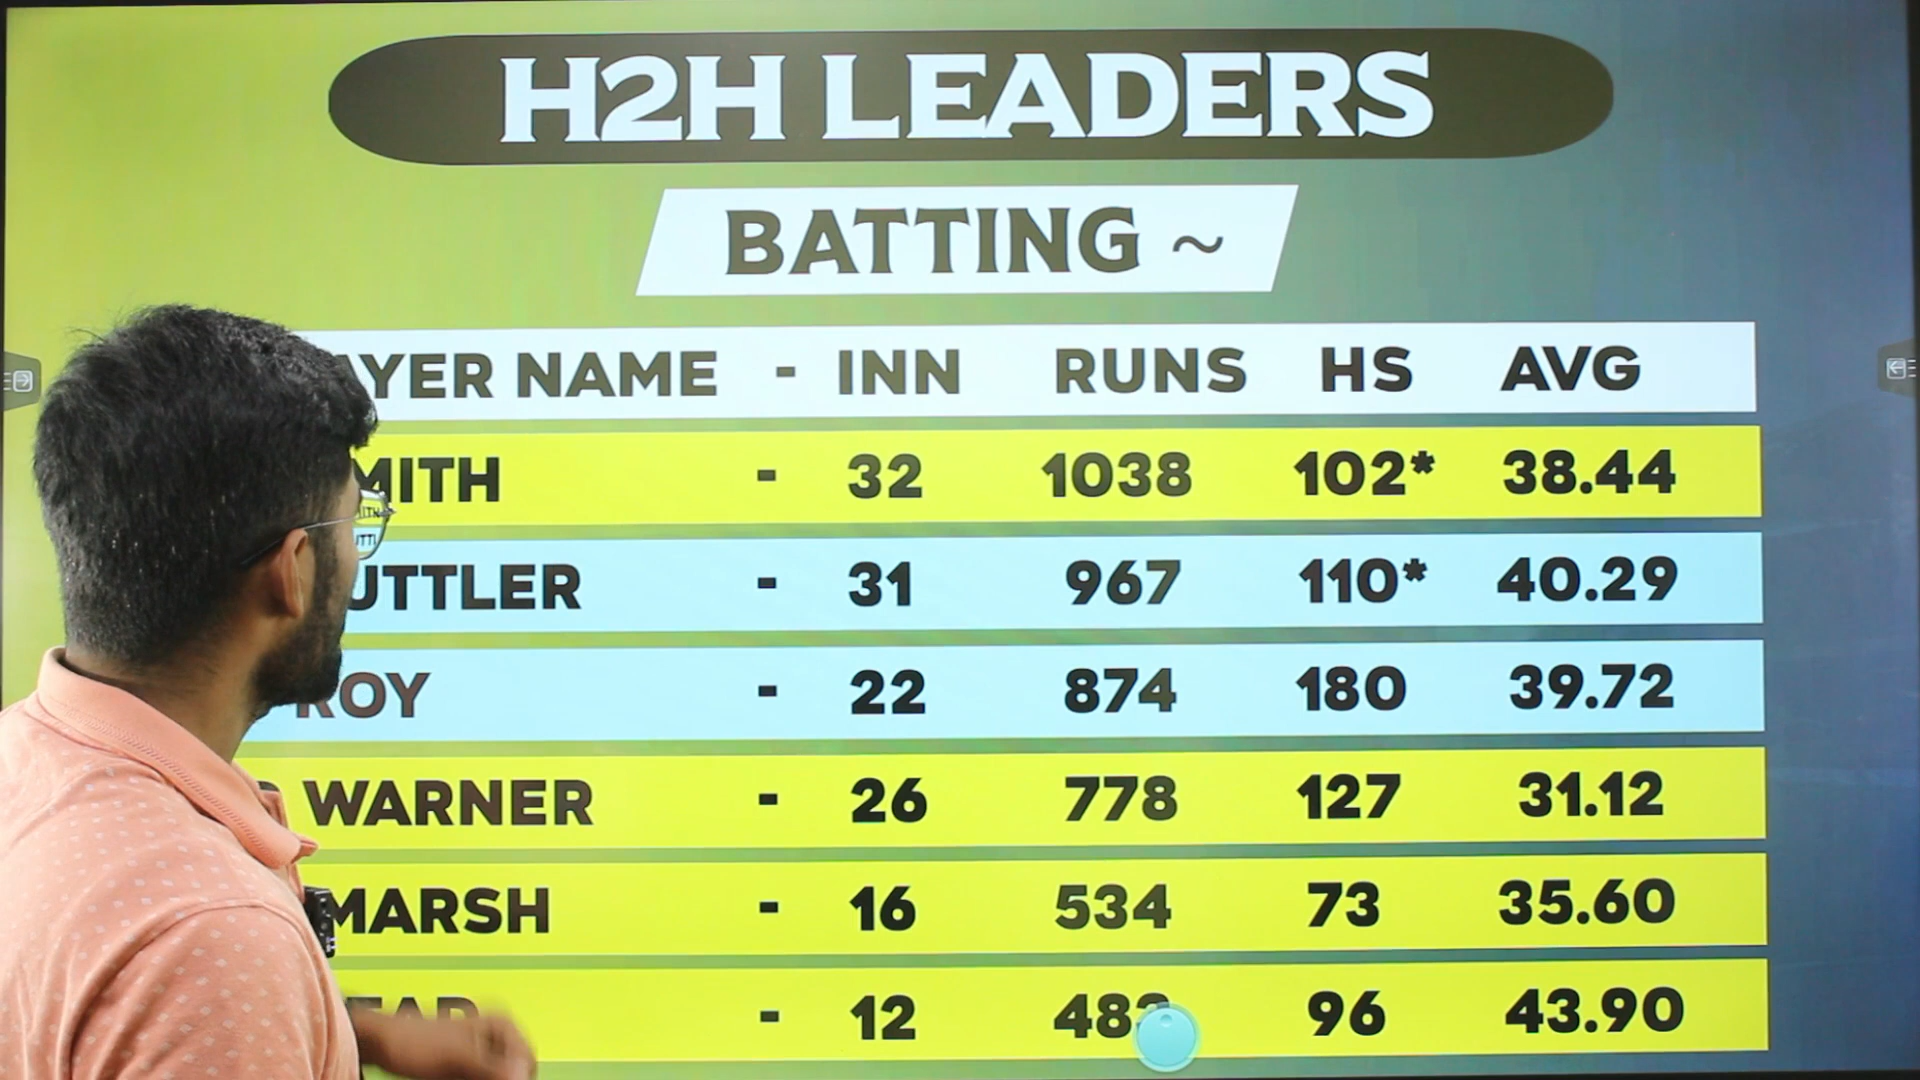 H2H LEADERS
BATTING ~
AYER NAME - INN RUNS HS AVG
MITH - 32 1038 102* 38.44
UTTLER - 31 967 110* 40.29
ROY - 22 874 180 39.72
WARNER - 26 778 127 31.12
MARSH - 16 534 73 35.60
- 12 96 43.90